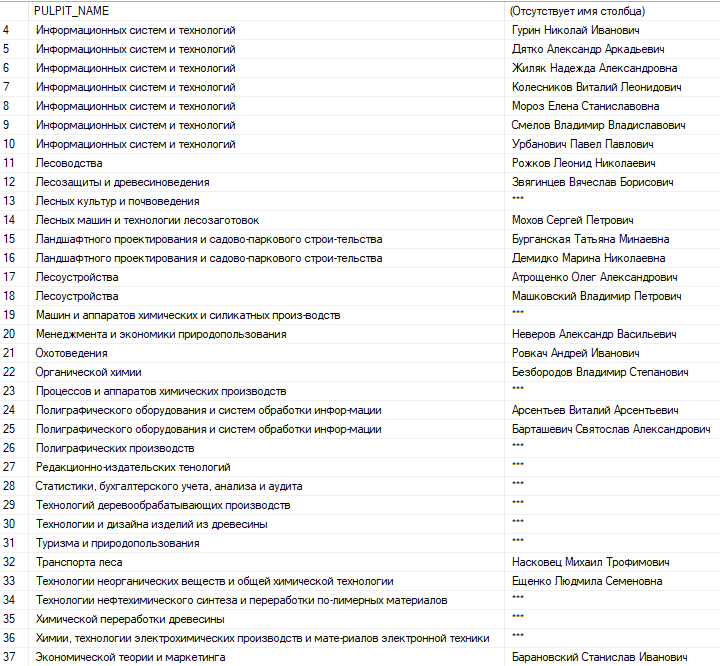 PULPIT_NAME (Отсутствует имя столбца)
4 Информационных систем и технологий Гурин Николай Иванович
5 Информационных систем и технологий Дятко Александр Аркадьевич
6 Информационных систем и технологий Жиляк Надежда Александровна
7 Информационных систем и технологий Колесников Виталий Леонидович
8 Информационных систем и технологий Мороз Елена Станиславовна
9 Информационных систем и технологий Смелов Владимир Владиславович
10 Информационных систем и технологий Урбанович Павел Павлович
11 Лесоводства Рожков Леонид Николаевич
12 Лесозащиты и древесиноведения Звягинцев Вячеслав Борисович
13 Лесных культур и почвоведения ***
14 Лесных машин и технологии лесозаготовок Мохов Сергей Петрович
15 Ландшафтного проектирования и садово-паркового строи-тельства Бурганская Татьяна Минаевна
16 Ландшафтного проектирования и садово-паркового строи-тельства Демидко Марина Николаевна
17 Лесоустройства Атрощенко Олег Александрович
18 Лесоустройства Машковский Владимир Петрович
19 Машин и аппаратов химических и силикатных произ-водств ***
20 Менеджмента и экономики природопользования Неверов Александр Васильевич
21 Охотоведения Ровкач Андрей Иванович
22 Органической химии Безбородов Владимир Степанович
23 Процессов и аппаратов химических производств ***
24 Полиграфического оборудования и систем обработки инфор-мации Арсентьев Виталий Арсентьевич
25 Полиграфического оборудования и систем обработки инфор-мации Барташевич Святослав Александрович
26 Полиграфических производств ***
27 Редакционно-издательских тенологий ***
28 Статистики, бухгалтерского учета, анализа и аудита ***
29 Технологий деревообрабатывающих производств ***
30 Технологии и дизайна изделий из древесины ***
31 Туризма и природопользования ***
32 Транспорта леса Насковец Михаил Трофимович
33 Технологии неорганических веществ и общей химической технологии Ещенко Людмила Семеновна
34 Технологии нефтехимического синтеза и переработки по-лимерных материалов ***
35 Химической переработки древесины ***
36 Химии, технологии электрохимических производств и мате-риалов электронной техники ***
37 Экономической теории и маркетинга Барановский Станислав Иванович